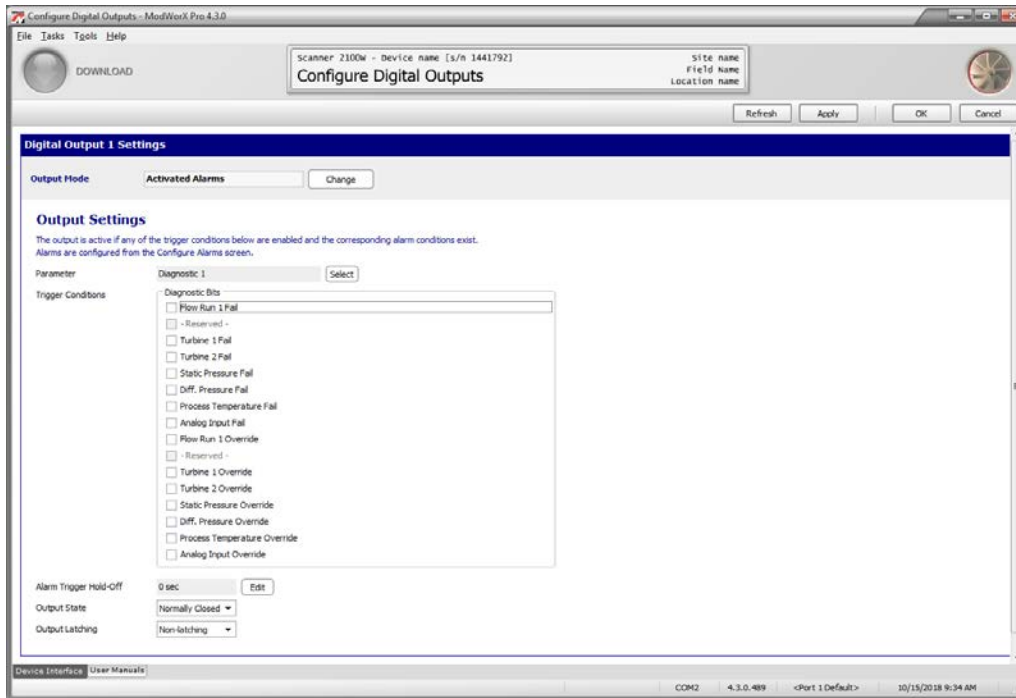 Configure Digital Outputs - ModWorX Pro 4.3.0
File Tasks Tools Help
DOWNLOAD
Scanner 2100W - Device name [s/n 1441792]
Configure Digital Outputs
Site name
Field Name
Location name
Refresh Apply OK Cancel
Digital Output 1 Settings
Output Mode Activated Alarms Change
Output Settings
The output is active if any of the trigger conditions below are enabled and the corresponding alarm conditions exist.
Alarms are configured from the Configure Alarms screen.
Parameter Diagnostic 1 Select
Trigger Conditions Diagnostic Bits
Flow Run 1 Fail
- Reserved -
Turbine 1 Fail
Turbine 2 Fail
Static Pressure Fail
Diff. Pressure Fail
Process Temperature Fail
Analog Input Fail
Flow Run 1 Override
- Reserved -
Turbine 1 Override
Turbine 2 Override
Static Pressure Override
Diff. Pressure Override
Process Temperature Override
Analog Input Override
Alarm Trigger Hold-Off 0 sec Edit
Output State Normally Closed
Output Latching Non-latching
Device Interface User Manuals
COM2 4.3.0.489 <Port 1 Default> 10/15/2018 9:34 AM